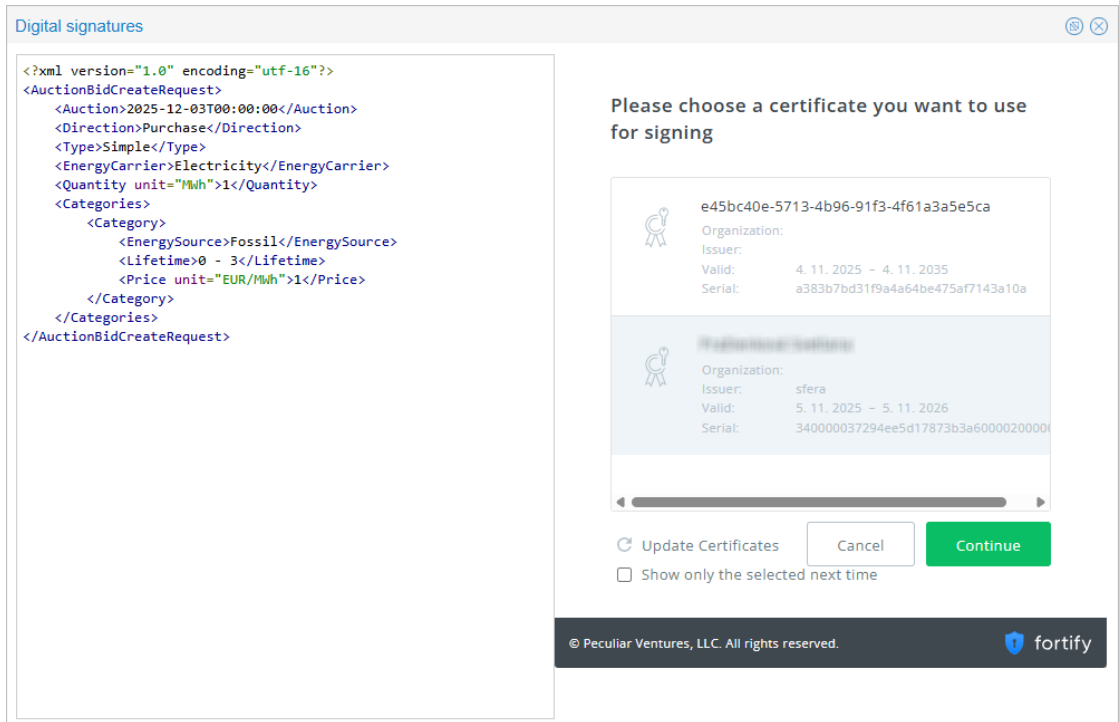 Digital signatures
<?xml version="1.0" encoding="utf-16"?>
<AuctionBidCreateRequest>
    <Auction>2025-12-03T00:00:00</Auction>
    <Direction>Purchase</Direction>
    <Type>Simple</Type>
    <EnergyCarrier>Electricity</EnergyCarrier>
    <Quantity unit="MWh">1</Quantity>
    <Categories>
        <Category>
            <EnergySource>Fossil</EnergySource>
            <Lifetime>0 - 3</Lifetime>
            <Price unit="EUR/MWh">1</Price>
        </Category>
    </Categories>
</AuctionBidCreateRequest>
Please choose a certificate you want to use
for signing
e45bc40e-5713-4b96-91f3-4f61a3a5e5ca
Organization:
Issuer:
Valid: 4. 11. 2025 – 4. 11. 2035
Serial: a383b7bd31f9a4a64be475af7143a10a
Organization:
Issuer: sfera
Valid: 5. 11. 2025 – 5. 11. 2026
Serial: 340000037294ee5d17873b3a6000020000
Update Certificates
Cancel
Continue
Show only the selected next time
© Peculiar Ventures, LLC. All rights reserved.
fortify